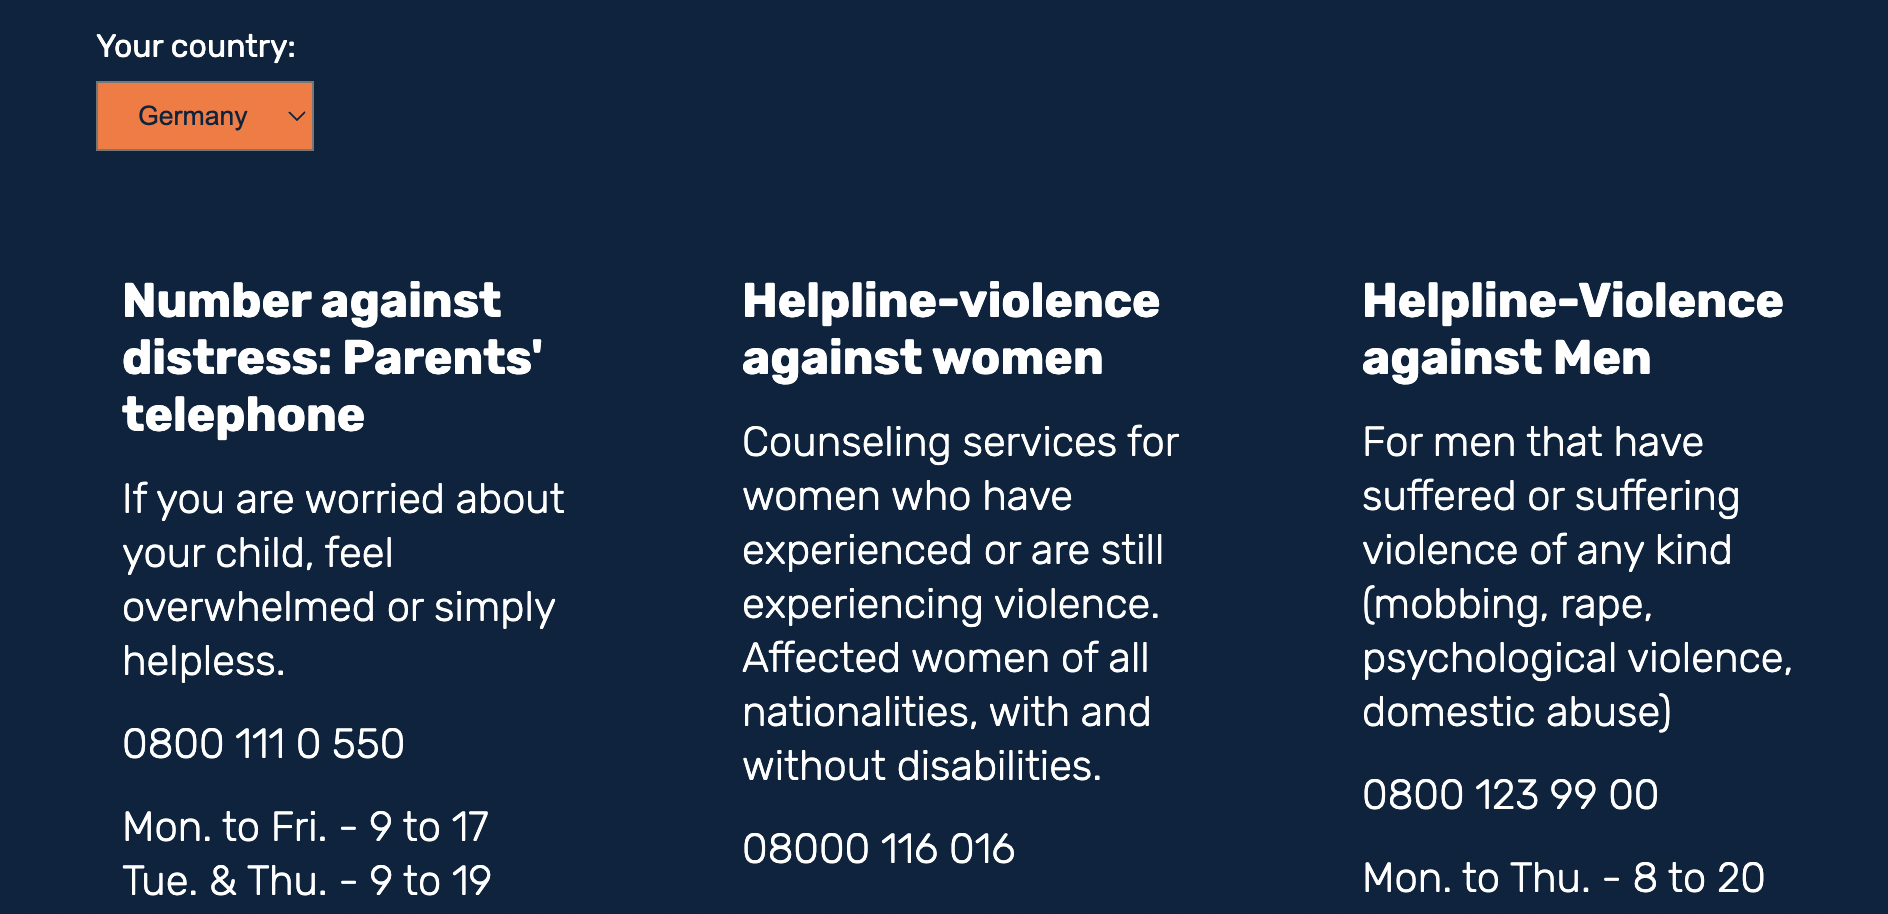 Your country:
Germany
Number against
distress: Parents'
telephone
If you are worried about
your child, feel
overwhelmed or simply
helpless.
0800 111 0 550
Mon. to Fri. - 9 to 17
Tue. & Thu. - 9 to 19
Helpline-violence
against women
Counseling services for
women who have
experienced or are still
experiencing violence.
Affected women of all
nationalities, with and
without disabilities.
08000 116 016
Helpline-Violence
against Men
For men that have
suffered or suffering
violence of any kind
(mobbing, rape,
psychological violence,
domestic abuse)
0800 123 99 00
Mon. to Thu. - 8 to 20